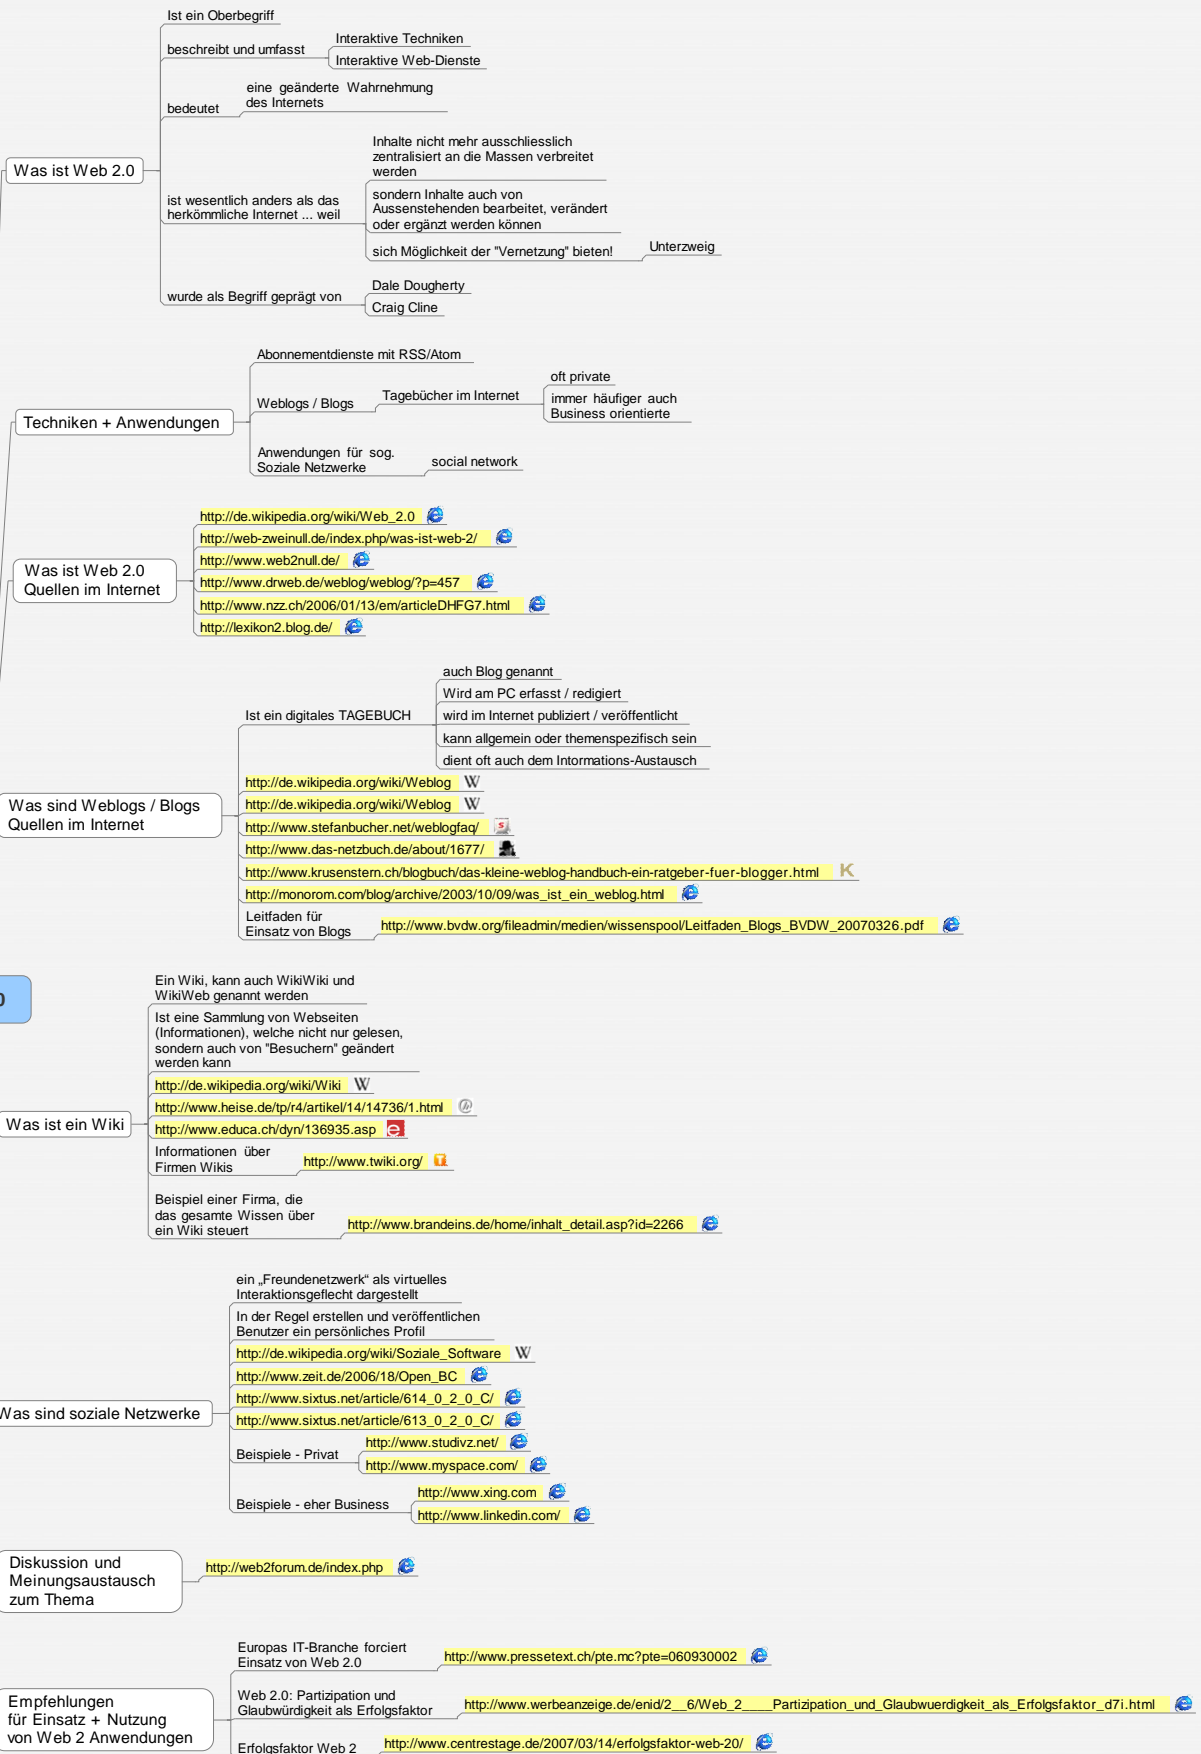 Was ist Web 2.0
Ist ein Oberbegriff
beschreibt und umfasst
Interaktive Techniken
Interaktive Web-Dienste
bedeutet
eine geänderte Wahrnehmung
des Internets
ist wesentlich anders als das
herkömmliche Internet ... weil
Inhalte nicht mehr ausschliesslich
zentralisiert an die Massen verbreitet
werden
sondern Inhalte auch von
Aussenstehenden bearbeitet, verändert
oder ergänzt werden können
sich Möglichkeit der "Vernetzung" bieten!
Unterzweig
wurde als Begriff geprägt von
Dale Dougherty
Craig Cline
Techniken + Anwendungen
Abonnementdienste mit RSS/Atom
Weblogs / Blogs
Tagebücher im Internet
oft private
immer häufiger auch
Business orientierte
Anwendungen für sog.
Soziale Netzwerke
social network
Was ist Web 2.0
Quellen im Internet
http://de.wikipedia.org/wiki/Web_2.0
http://web-zweinull.de/index.php/was-ist-web-2/
http://www.web2null.de/
http://www.drweb.de/weblog/weblog/?p=457
http://www.nzz.ch/2006/01/13/em/articleDHFG7.html
http://lexikon2.blog.de/
Was sind Weblogs / Blogs
Quellen im Internet
Ist ein digitales TAGEBUCH
auch Blog genannt
Wird am PC erfasst / redigiert
wird im Internet publiziert / veröffentlicht
kann allgemein oder themenspezifisch sein
dient oft auch dem Intormations-Austausch
http://de.wikipedia.org/wiki/Weblog W
http://de.wikipedia.org/wiki/Weblog W
http://www.stefanbucher.net/weblogfaq/
http://www.das-netzbuch.de/about/1677/
http://www.krusenstern.ch/blogbuch/das-kleine-weblog-handbuch-ein-ratgeber-fuer-blogger.html K
http://monorom.com/blog/archive/2003/10/09/was_ist_ein_weblog.html
Leitfaden für
Einsatz von Blogs
http://www.bvdw.org/fileadmin/medien/wissenspool/Leitfaden_Blogs_BVDW_20070326.pdf
0
Was ist ein Wiki
Ein Wiki, kann auch WikiWiki und
WikiWeb genannt werden
Ist eine Sammlung von Webseiten
(Informationen), welche nicht nur gelesen,
sondern auch von "Besuchern" geändert
werden kann
http://de.wikipedia.org/wiki/Wiki W
http://www.heise.de/tp/r4/artikel/14/14736/1.html
http://www.educa.ch/dyn/136935.asp e
Informationen über
Firmen Wikis
http://www.twiki.org/
Beispiel einer Firma, die
das gesamte Wissen über
ein Wiki steuert
http://www.brandeins.de/home/inhalt_detail.asp?id=2266
Was sind soziale Netzwerke
ein „Freundenetzwerk“ als virtuelles
Interaktionsgeflecht dargestellt
In der Regel erstellen und veröffentlichen
Benutzer ein persönliches Profil
http://de.wikipedia.org/wiki/Soziale_Software W
http://www.zeit.de/2006/18/Open_BC
http://www.sixtus.net/article/614_0_2_0_C/
http://www.sixtus.net/article/613_0_2_0_C/
Beispiele - Privat
http://www.studivz.net/
http://www.myspace.com/
Beispiele - eher Business
http://www.xing.com
http://www.linkedin.com/
Diskussion und
Meinungsaustausch
zum Thema
http://web2forum.de/index.php
Empfehlungen
für Einsatz + Nutzung
von Web 2 Anwendungen
Europas IT-Branche forciert
Einsatz von Web 2.0
http://www.pressetext.ch/pte.mc?pte=060930002
Web 2.0: Partizipation und
Glaubwürdigkeit als Erfolgsfaktor
http://www.werbeanzeige.de/enid/2__6/Web_2____Partizipation_und_Glaubwuerdigkeit_als_Erfolgsfaktor_d7i.html
Erfolgsfaktor Web 2
http://www.centrestage.de/2007/03/14/erfolgsfaktor-web-20/